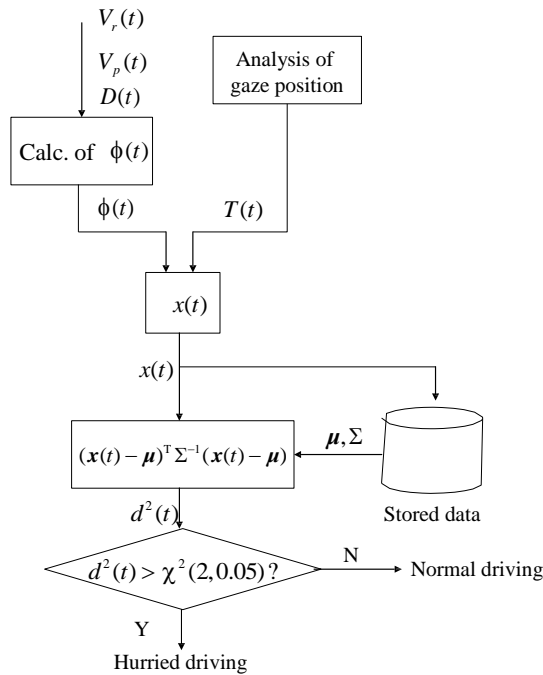 V_r(t)
V_p(t)
D(t)
Analysis of
gaze position
Calc. of ϕ(t)
ϕ(t)
T(t)
x(t)
x(t)
(x(t) − μ)^T Σ^{−1} (x(t) − μ)
μ, Σ
Stored data
d²(t)
d²(t) > χ²(2, 0.05) ?
N
Normal driving
Y
Hurried driving